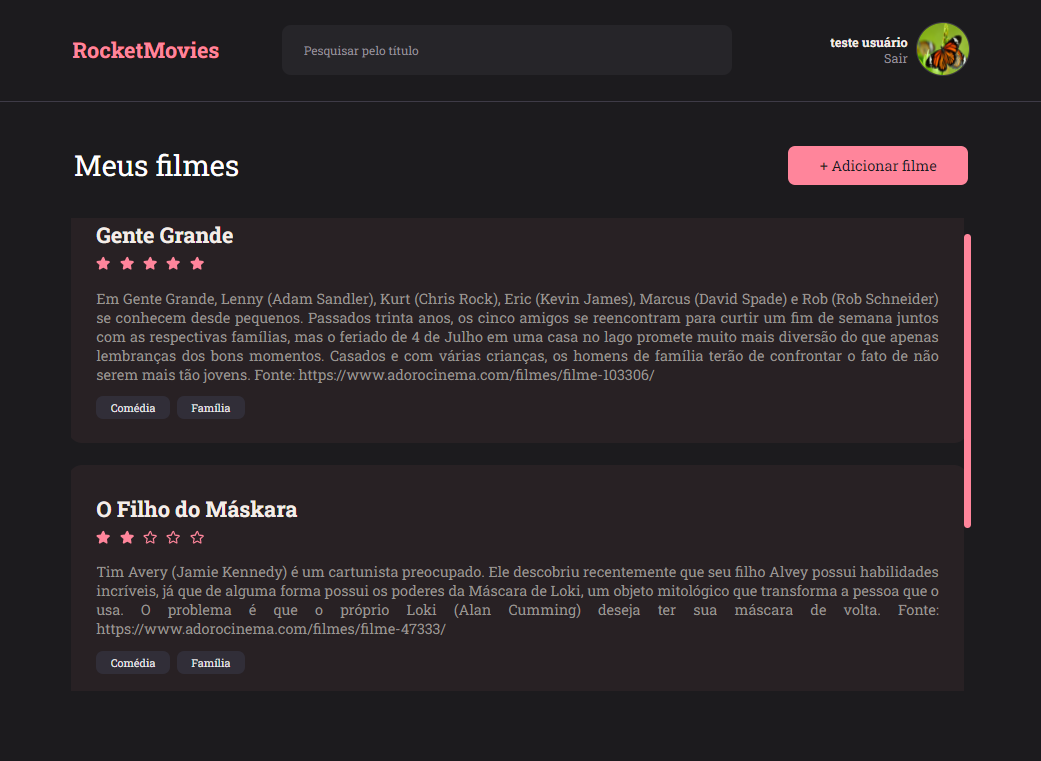 RocketMovies
Pesquisar pelo título
teste usuário
Sair
Meus filmes
+ Adicionar filme
Gente Grande
Em Gente Grande, Lenny (Adam Sandler), Kurt (Chris Rock), Eric (Kevin James), Marcus (David Spade) e Rob (Rob Schneider)
se conhecem desde pequenos. Passados trinta anos, os cinco amigos se reencontram para curtir um fim de semana juntos
com as respectivas famílias, mas o feriado de 4 de Julho em uma casa no lago promete muito mais diversão do que apenas
lembranças dos bons momentos. Casados e com várias crianças, os homens de família terão de confrontar o fato de não
serem mais tão jovens. Fonte: https://www.adorocinema.com/filmes/filme-103306/
Comédia Família
O Filho do Máskara
Tim Avery (Jamie Kennedy) é um cartunista preocupado. Ele descobriu recentemente que seu filho Alvey possui habilidades
incríveis, já que de alguma forma possui os poderes da Máscara de Loki, um objeto mitológico que transforma a pessoa que o
usa. O problema é que o próprio Loki (Alan Cumming) deseja ter sua máscara de volta. Fonte:
https://www.adorocinema.com/filmes/filme-47333/
Comédia Família